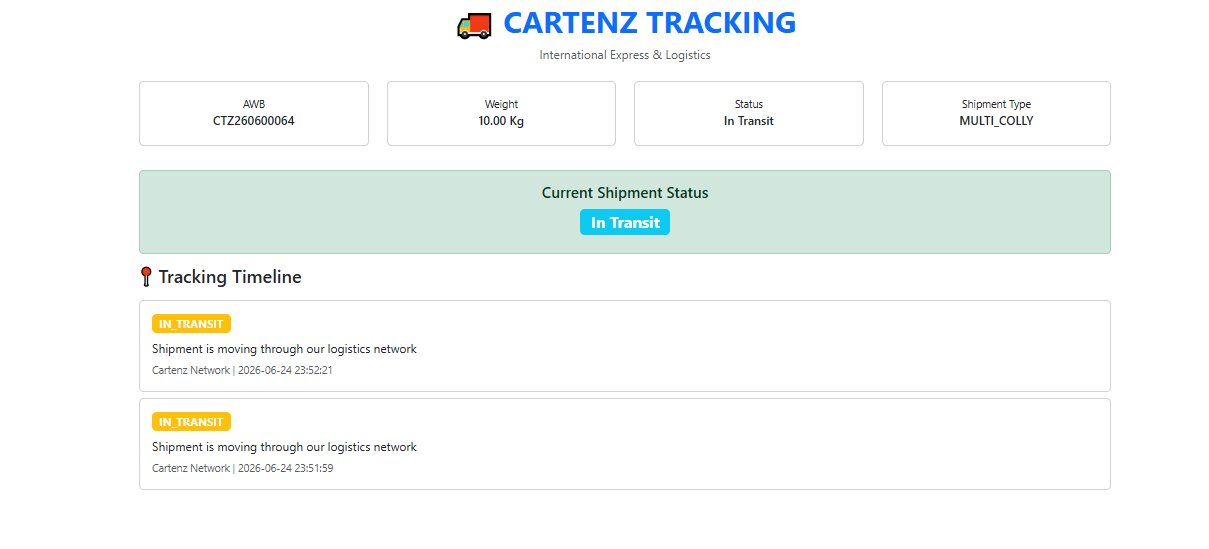 CARTENZ TRACKING
International Express & Logistics
AWB
CTZ260600064
Weight
10.00 Kg
Status
In Transit
Shipment Type
MULTI_COLLY
Current Shipment Status
In Transit
Tracking Timeline
IN_TRANSIT
Shipment is moving through our logistics network
Cartenz Network | 2026-06-24 23:52:21
IN_TRANSIT
Shipment is moving through our logistics network
Cartenz Network | 2026-06-24 23:51:59